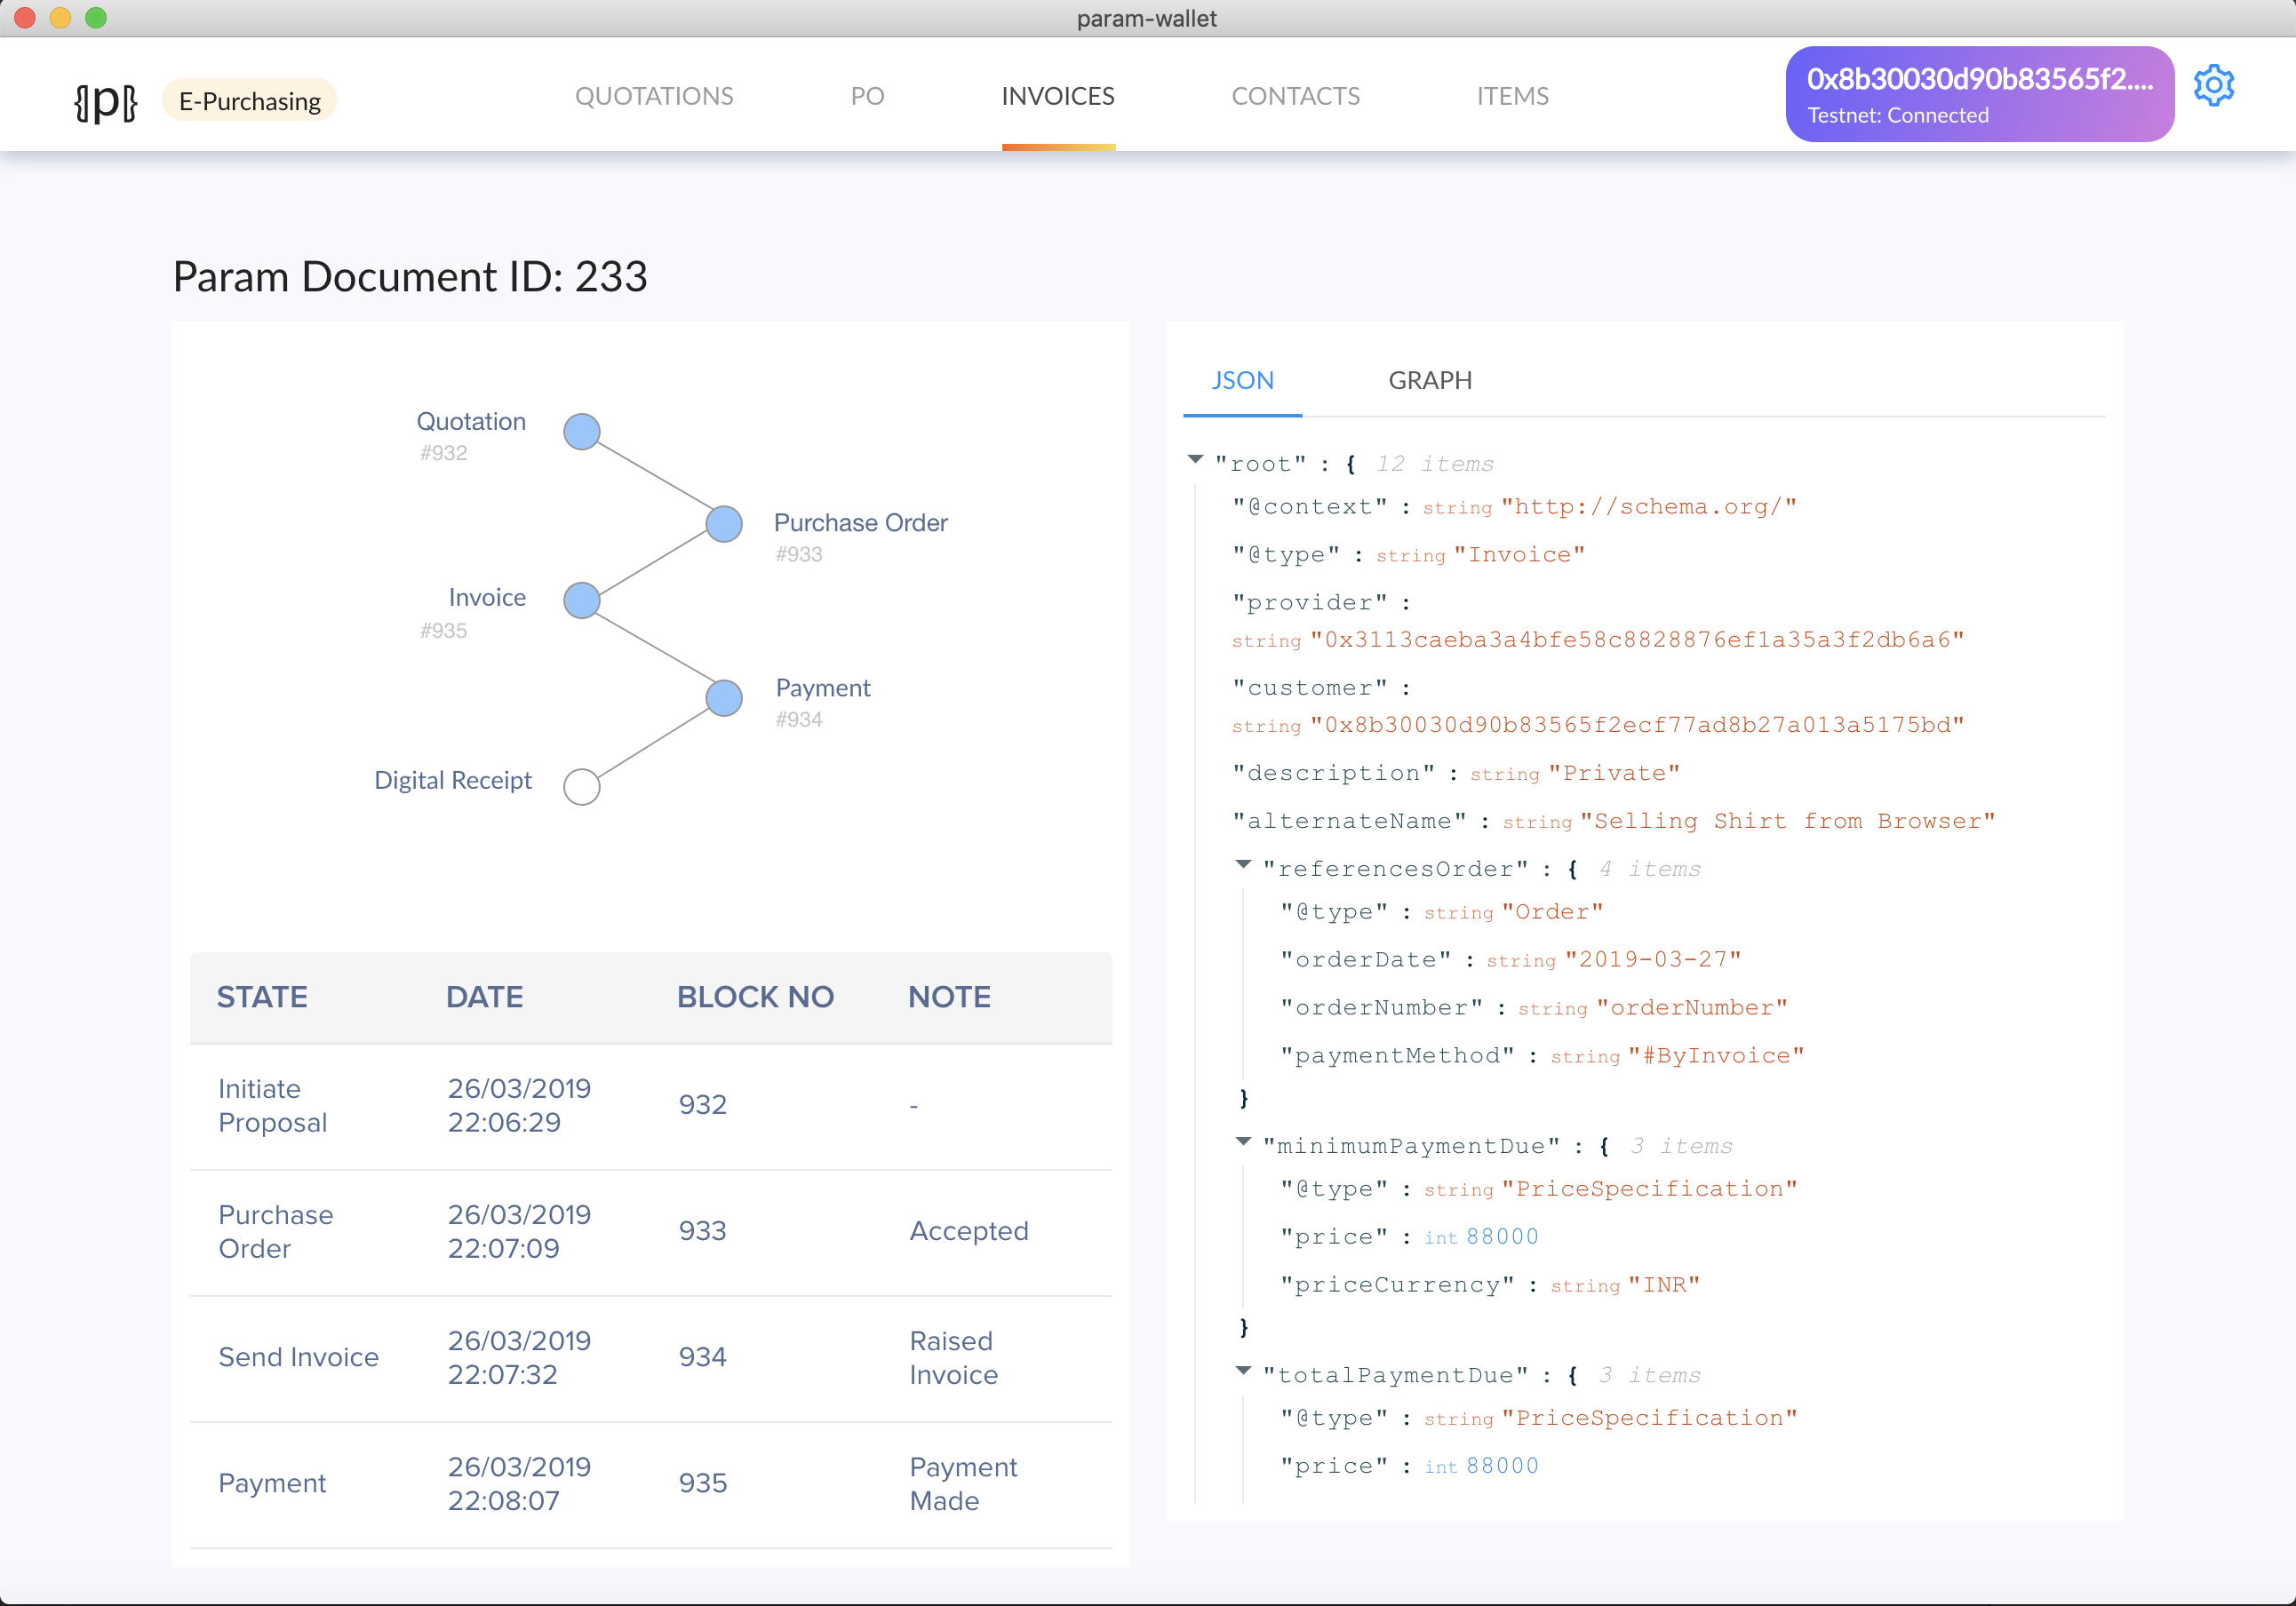 param-wallet
{|p|}
E-Purchasing
QUOTATIONS
PO
INVOICES
CONTACTS
ITEMS
0x8b30030d90b83565f2....
Testnet: Connected
Param Document ID: 233
Quotation
#932
Purchase Order
#933
Invoice
#935
Payment
#934
Digital Receipt
STATE DATE BLOCK NO NOTE
Initiate Proposal 26/03/2019 22:06:29 932 -
Purchase Order 26/03/2019 22:07:09 933 Accepted
Send Invoice 26/03/2019 22:07:32 934 Raised Invoice
Payment 26/03/2019 22:08:07 935 Payment Made
JSON GRAPH
"root" : { 12 items
"@context" : string "http://schema.org/"
"@type" : string "Invoice"
"provider" :
string "0x3113caeba3a4bfe58c8828876ef1a35a3f2db6a6"
"customer" :
string "0x8b30030d90b83565f2ecf77ad8b27a013a5175bd"
"description" : string "Private"
"alternateName" : string "Selling Shirt from Browser"
"referencesOrder" : { 4 items
"@type" : string "Order"
"orderDate" : string "2019-03-27"
"orderNumber" : string "orderNumber"
"paymentMethod" : string "#ByInvoice"
}
"minimumPaymentDue" : { 3 items
"@type" : string "PriceSpecification"
"price" : int 88000
"priceCurrency" : string "INR"
}
"totalPaymentDue" : { 3 items
"@type" : string "PriceSpecification"
"price" : int 88000